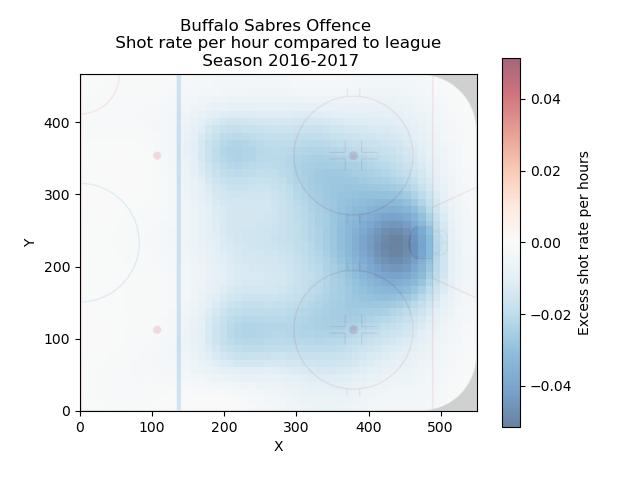 Buffalo Sabres Offence
Shot rate per hour compared to league
Season 2016-2017
400
300
200
100
0
Y
0 100 200 300 400 500
X
0.04
0.02
0.00
−0.02
−0.04
Excess shot rate per hours